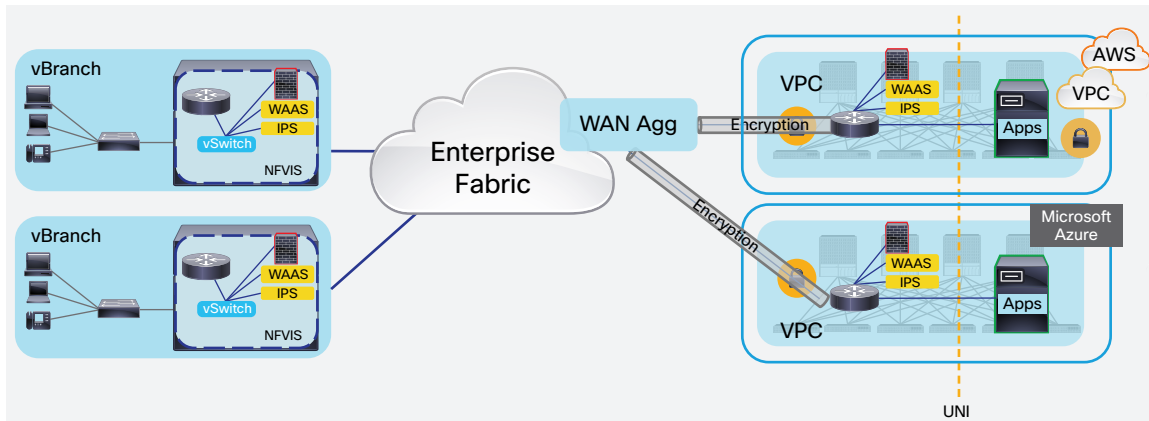 vBranch
WAAS
IPS
vSwitch
NFVIS
vBranch
WAAS
IPS
vSwitch
NFVIS
Enterprise
Fabric
WAN Agg
Encryption
Encryption
VPC
WAAS
IPS
Apps
AWS
VPC
Microsoft
Azure
WAAS
IPS
Apps
VPC
UNI